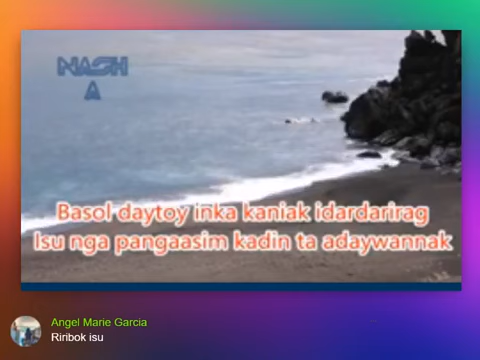 NASH
A
Basol daytoy inka kaniak idardarirag
Isu nga pangaasim kadin ta adaywannak
Angel Marie Garcia
Riribok isu